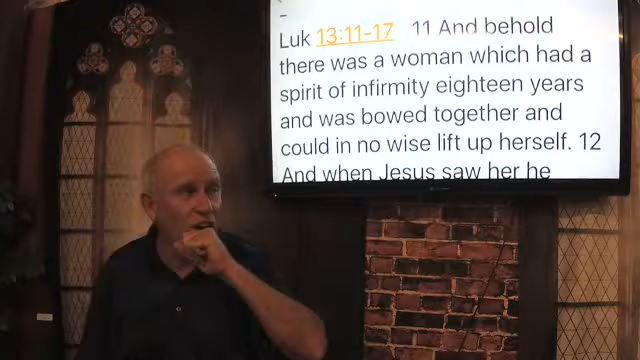 Luk 13:11-17 11 And behold
there was a woman which had a
spirit of infirmity eighteen years
and was bowed together and
could in no wise lift up herself. 12
And when Jesus saw her he